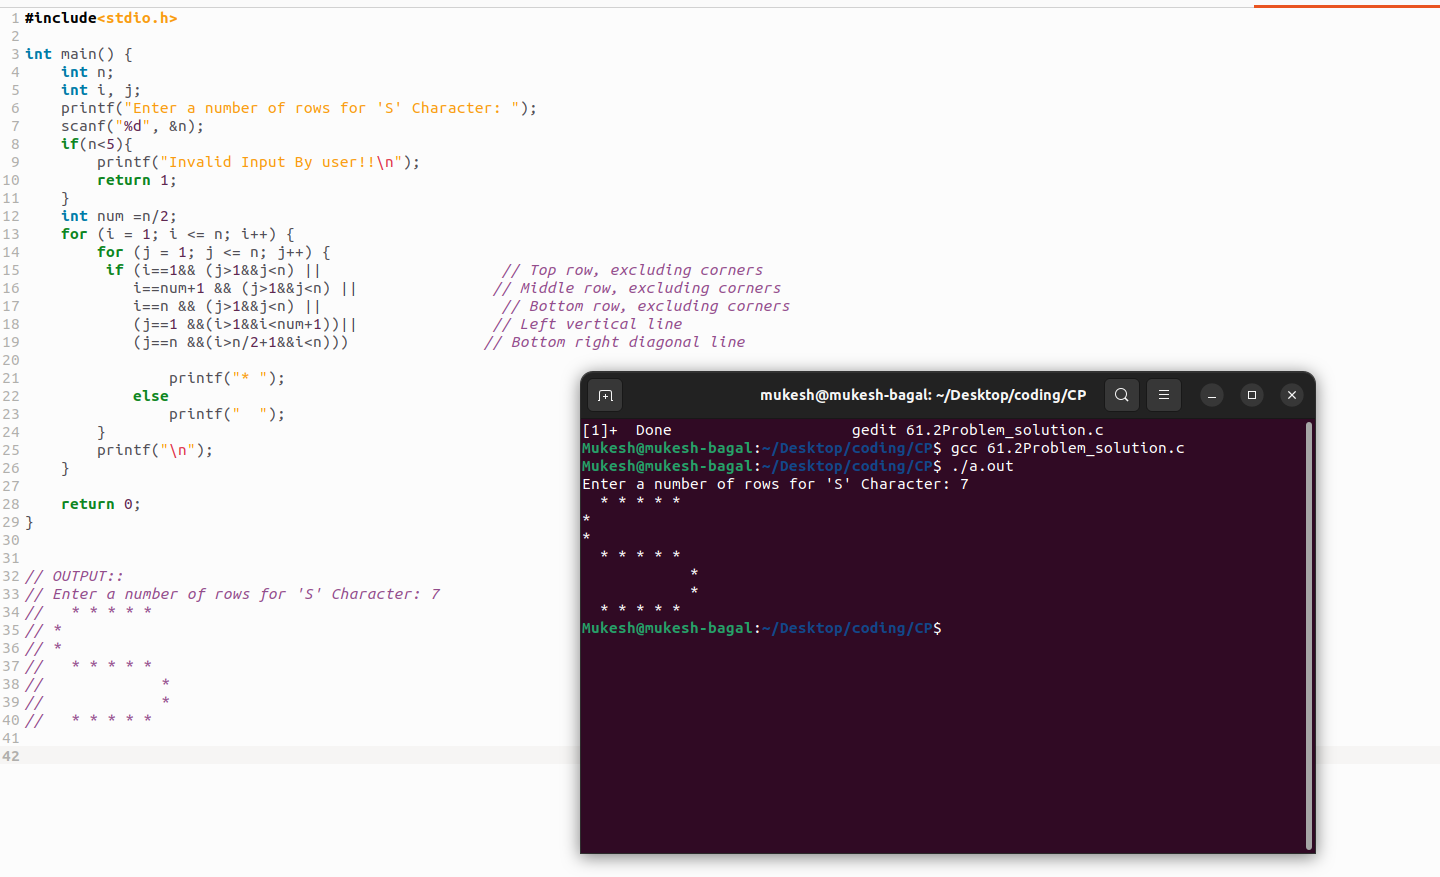 1 #include<stdio.h>
2
3 int main() {
4     int n;
5     int i, j;
6     printf("Enter a number of rows for 'S' Character: ");
7     scanf("%d", &n);
8     if(n<5){
9         printf("Invalid Input By user!!\n");
10         return 1;
11     }
12     int num =n/2;
13     for (i = 1; i <= n; i++) {
14         for (j = 1; j <= n; j++) {
15          if (i==1&& (j>1&&j<n) ||                    // Top row, excluding corners
16             i==num+1 && (j>1&&j<n) ||               // Middle row, excluding corners
17             i==n && (j>1&&j<n) ||                    // Bottom row, excluding corners
18             (j==1 &&(i>1&&i<num+1))||               // Left vertical line
19             (j==n &&(i>n/2+1&&i<n)))               // Bottom right diagonal line
20
21                 printf("* ");
22             else
23                 printf("  ");
24         }
25         printf("\n");
26     }
27
28     return 0;
29 }
30
31
32 // OUTPUT::
33 // Enter a number of rows for 'S' Character: 7
34 //   * * * * *
35 // *
36 // *
37 //   * * * * *
38 //             *
39 //             *
40 //   * * * * *
41
42
mukesh@mukesh-bagal: ~/Desktop/coding/CP
[1]+  Done                    gedit 61.2Problem_solution.c
Mukesh@mukesh-bagal:~/Desktop/coding/CP$ gcc 61.2Problem_solution.c
Mukesh@mukesh-bagal:~/Desktop/coding/CP$ ./a.out
Enter a number of rows for 'S' Character: 7
  * * * * *
*
*
  * * * * *
            *
            *
  * * * * *
Mukesh@mukesh-bagal:~/Desktop/coding/CP$